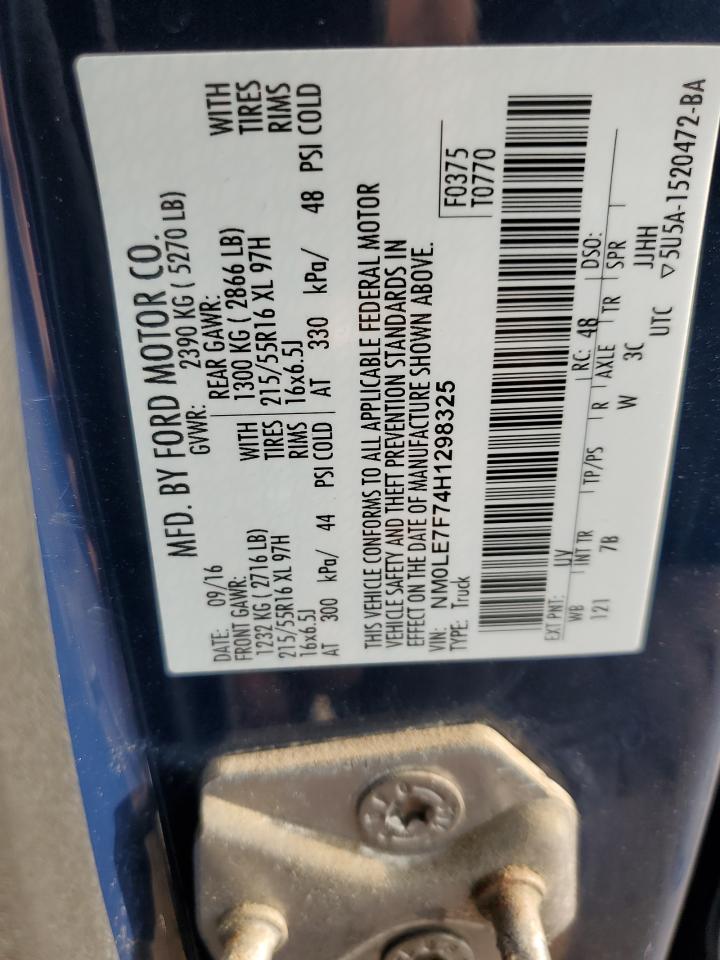 MFD. BY FORD MOTOR CO.
DATE: 09/16 GVWR: 2390 KG ( 5270 LB)
FRONT GAWR: REAR GAWR:
1232 KG ( 2716 LB) WITH 1300 KG ( 2866 LB) WITH
215/55R16 XL 97H TIRES 215/55R16 XL 97H TIRES
16x6.5J RIMS 16x6.5J RIMS
AT 300 kPa/ 44 PSI COLD AT 330 kPa/ 48 PSI COLD
THIS VEHICLE CONFORMS TO ALL APPLICABLE FEDERAL MOTOR
VEHICLE SAFETY AND THEFT PREVENTION STANDARDS IN
EFFECT ON THE DATE OF MANUFACTURE SHOWN ABOVE.
VIN: NM0LE7F74H1298325 F0375
TYPE: Truck T0770
EXT PNT: UV RC: 48 DSO:
WB INT TR TP/PS R AXLE TR SPR
121 7B W 3C JJHH
UTC ▽5U5A-1520472-BA